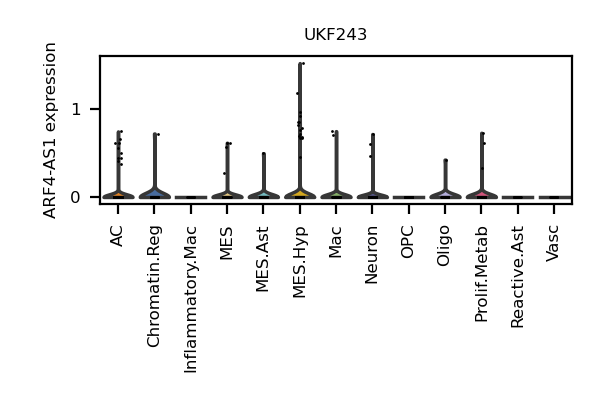 UKF243
ARF4-AS1 expression
1
0
AC
Chromatin.Reg
Inflammatory.Mac
MES
MES.Ast
MES.Hyp
Mac
Neuron
OPC
Oligo
Prolif.Metab
Reactive.Ast
Vasc